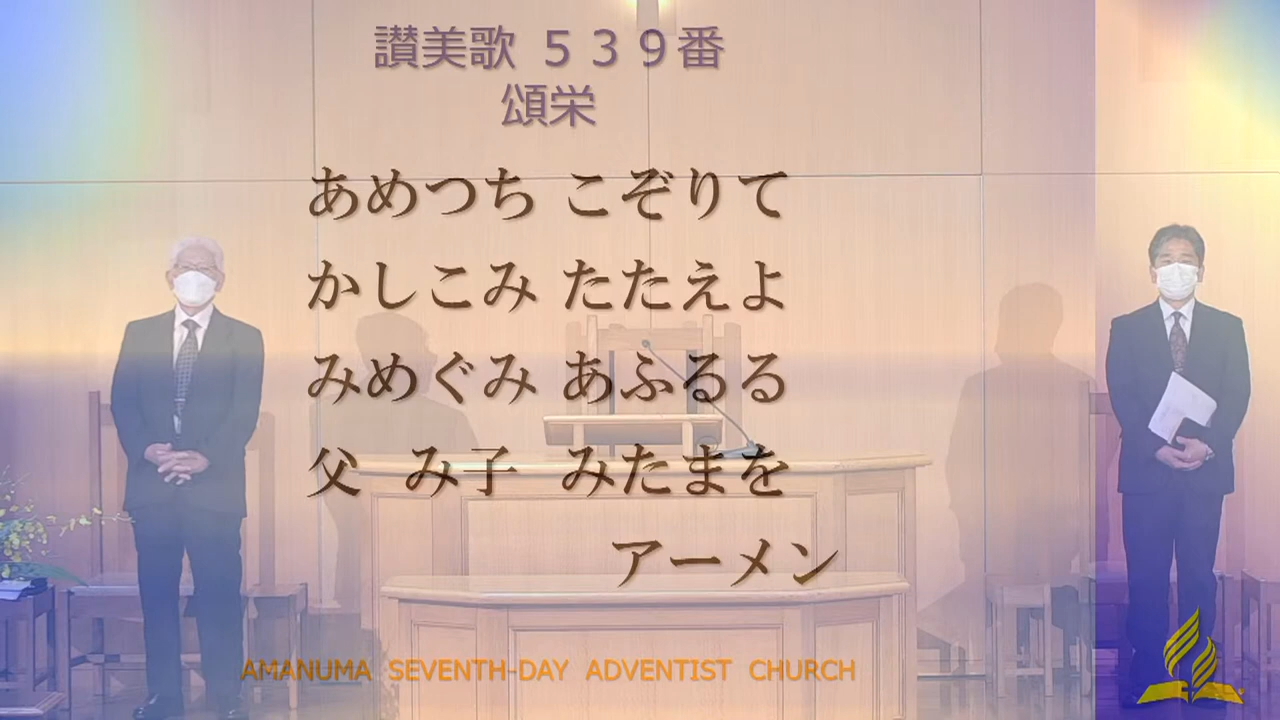 讃美歌 ５３９番
頌栄
あめつち こぞりて
かしこみ たたえよ
みめぐみ あふるる
父 み子 みたまを
アーメン
AMANUMA SEVENTH-DAY ADVENTIST CHURCH